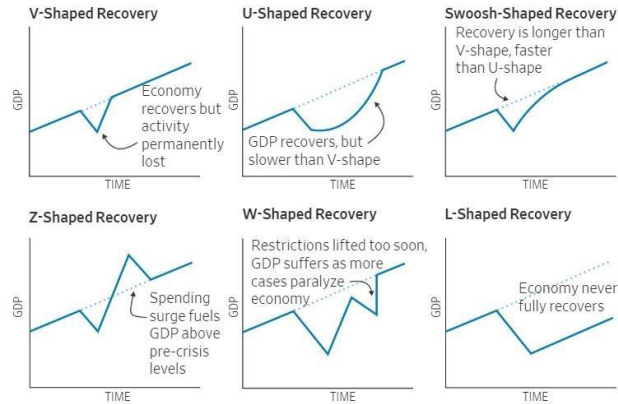 V-Shaped Recovery
GDP
Economy
recovers but
activity
permanently
lost
TIME
U-Shaped Recovery
GDP
GDP recovers, but
slower than V-shape
TIME
Swoosh-Shaped Recovery
Recovery is longer than
V-shape, faster
than U-shape
GDP
TIME
Z-Shaped Recovery
GDP
Spending
surge fuels
GDP above
pre-crisis
levels
TIME
W-Shaped Recovery
Restrictions lifted too soon,
GDP suffers as more
cases paralyze
economy
GDP
TIME
L-Shaped Recovery
GDP
Economy never
fully recovers
TIME